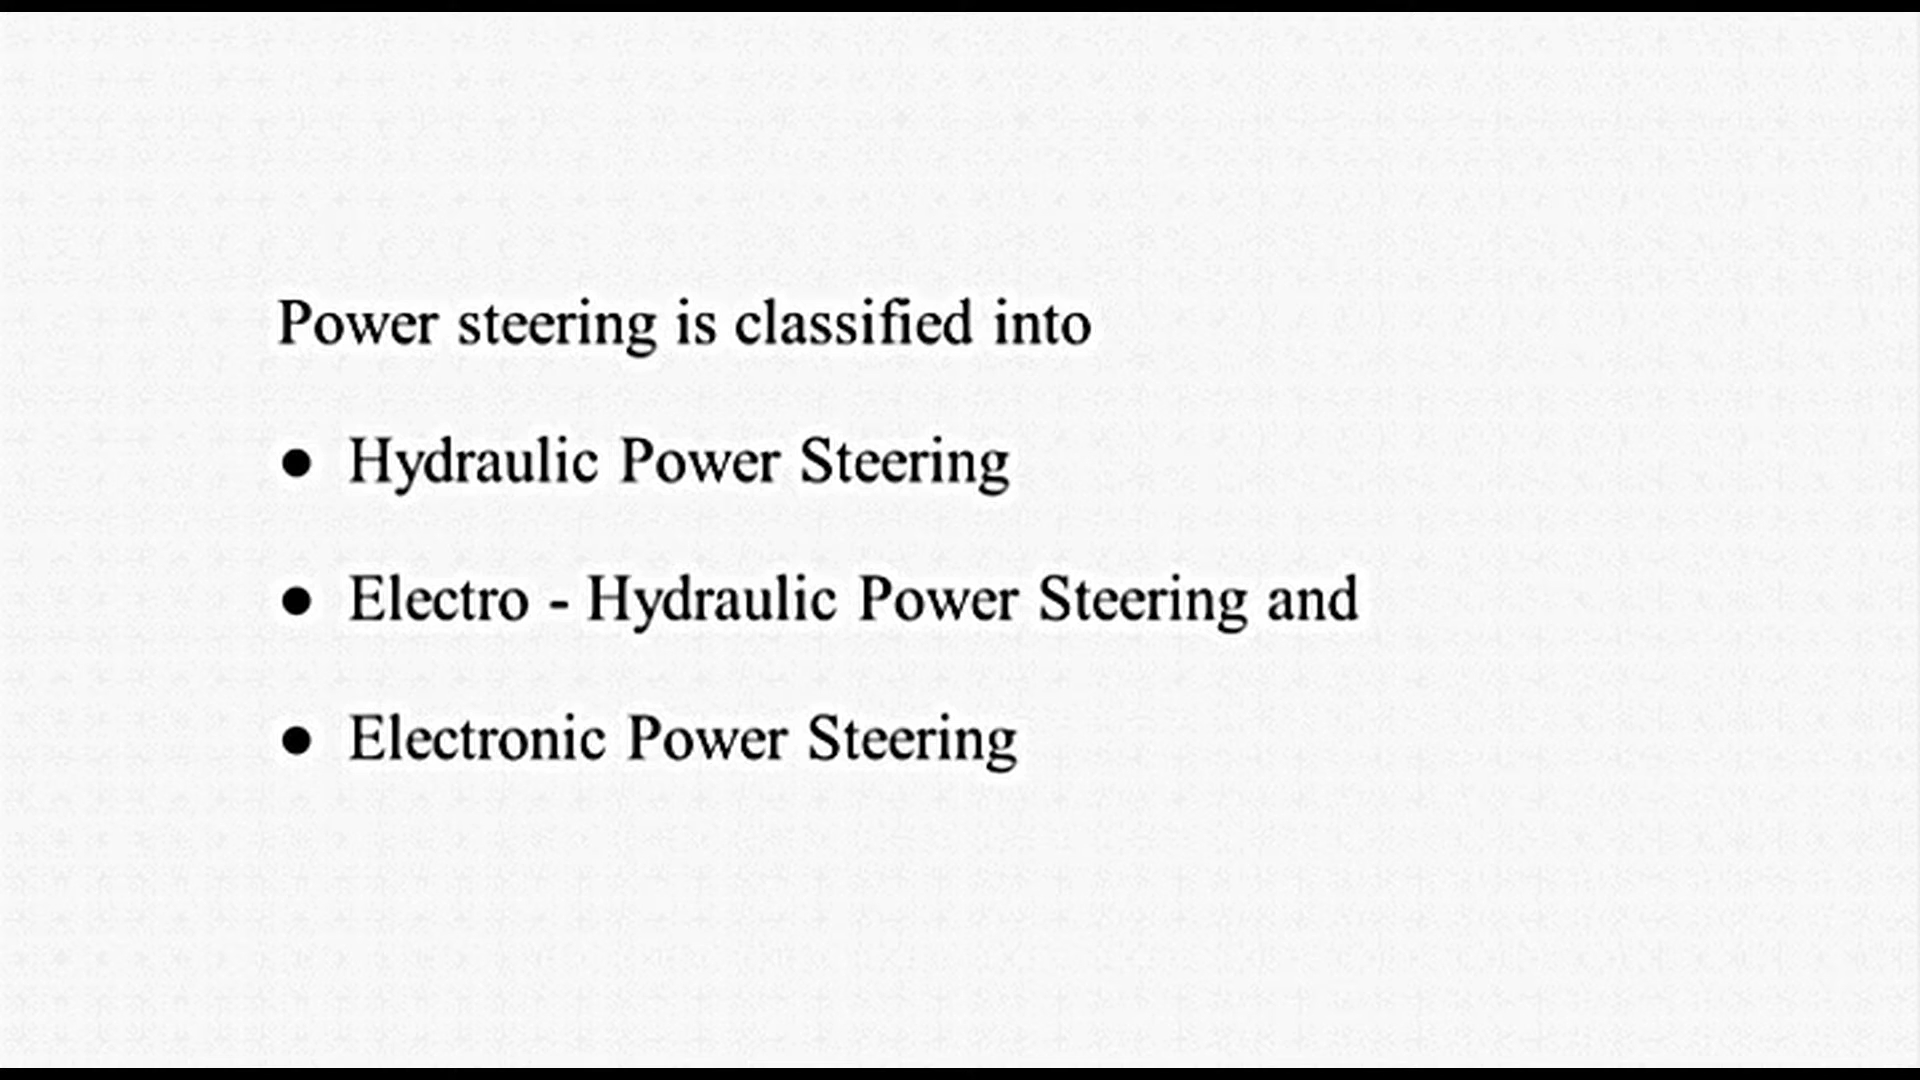 Power steering is classified into
● Hydraulic Power Steering
● Electro - Hydraulic Power Steering and
● Electronic Power Steering